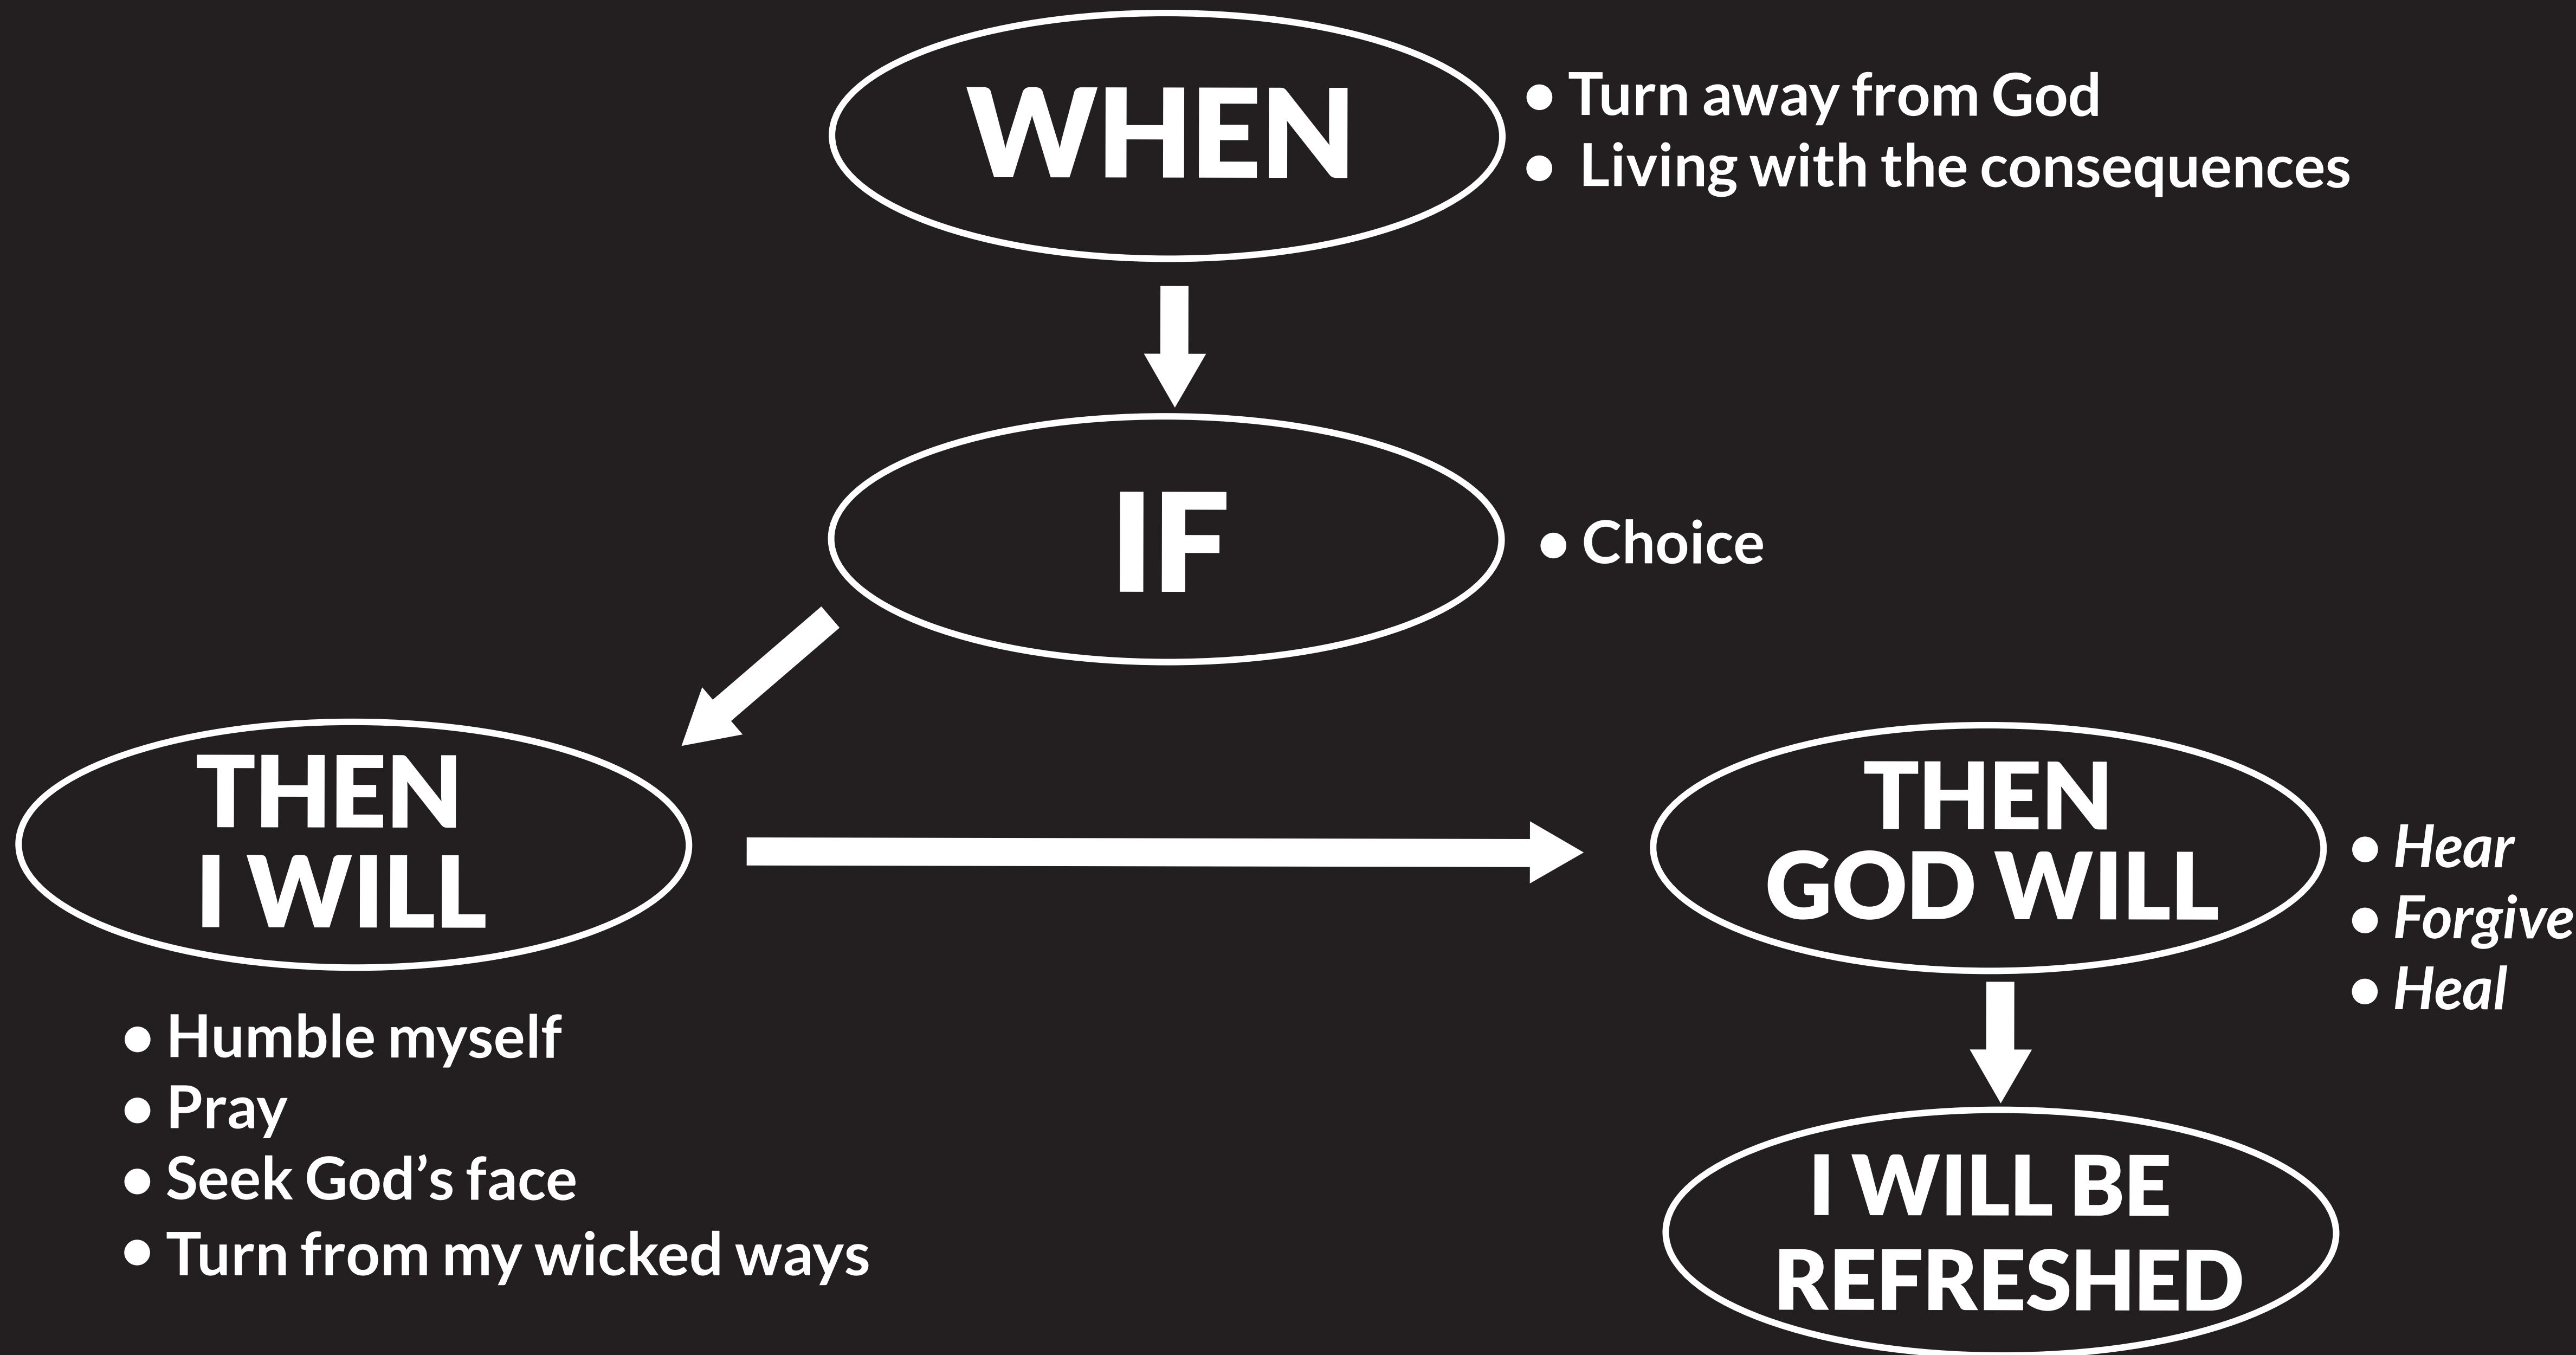 WHEN
• Turn away from God
• Living with the consequences
IF
• Choice
THEN
I WILL
• Humble myself
• Pray
• Seek God’s face
• Turn from my wicked ways
THEN
GOD WILL
• Hear
• Forgive
• Heal
I WILL BE
REFRESHED